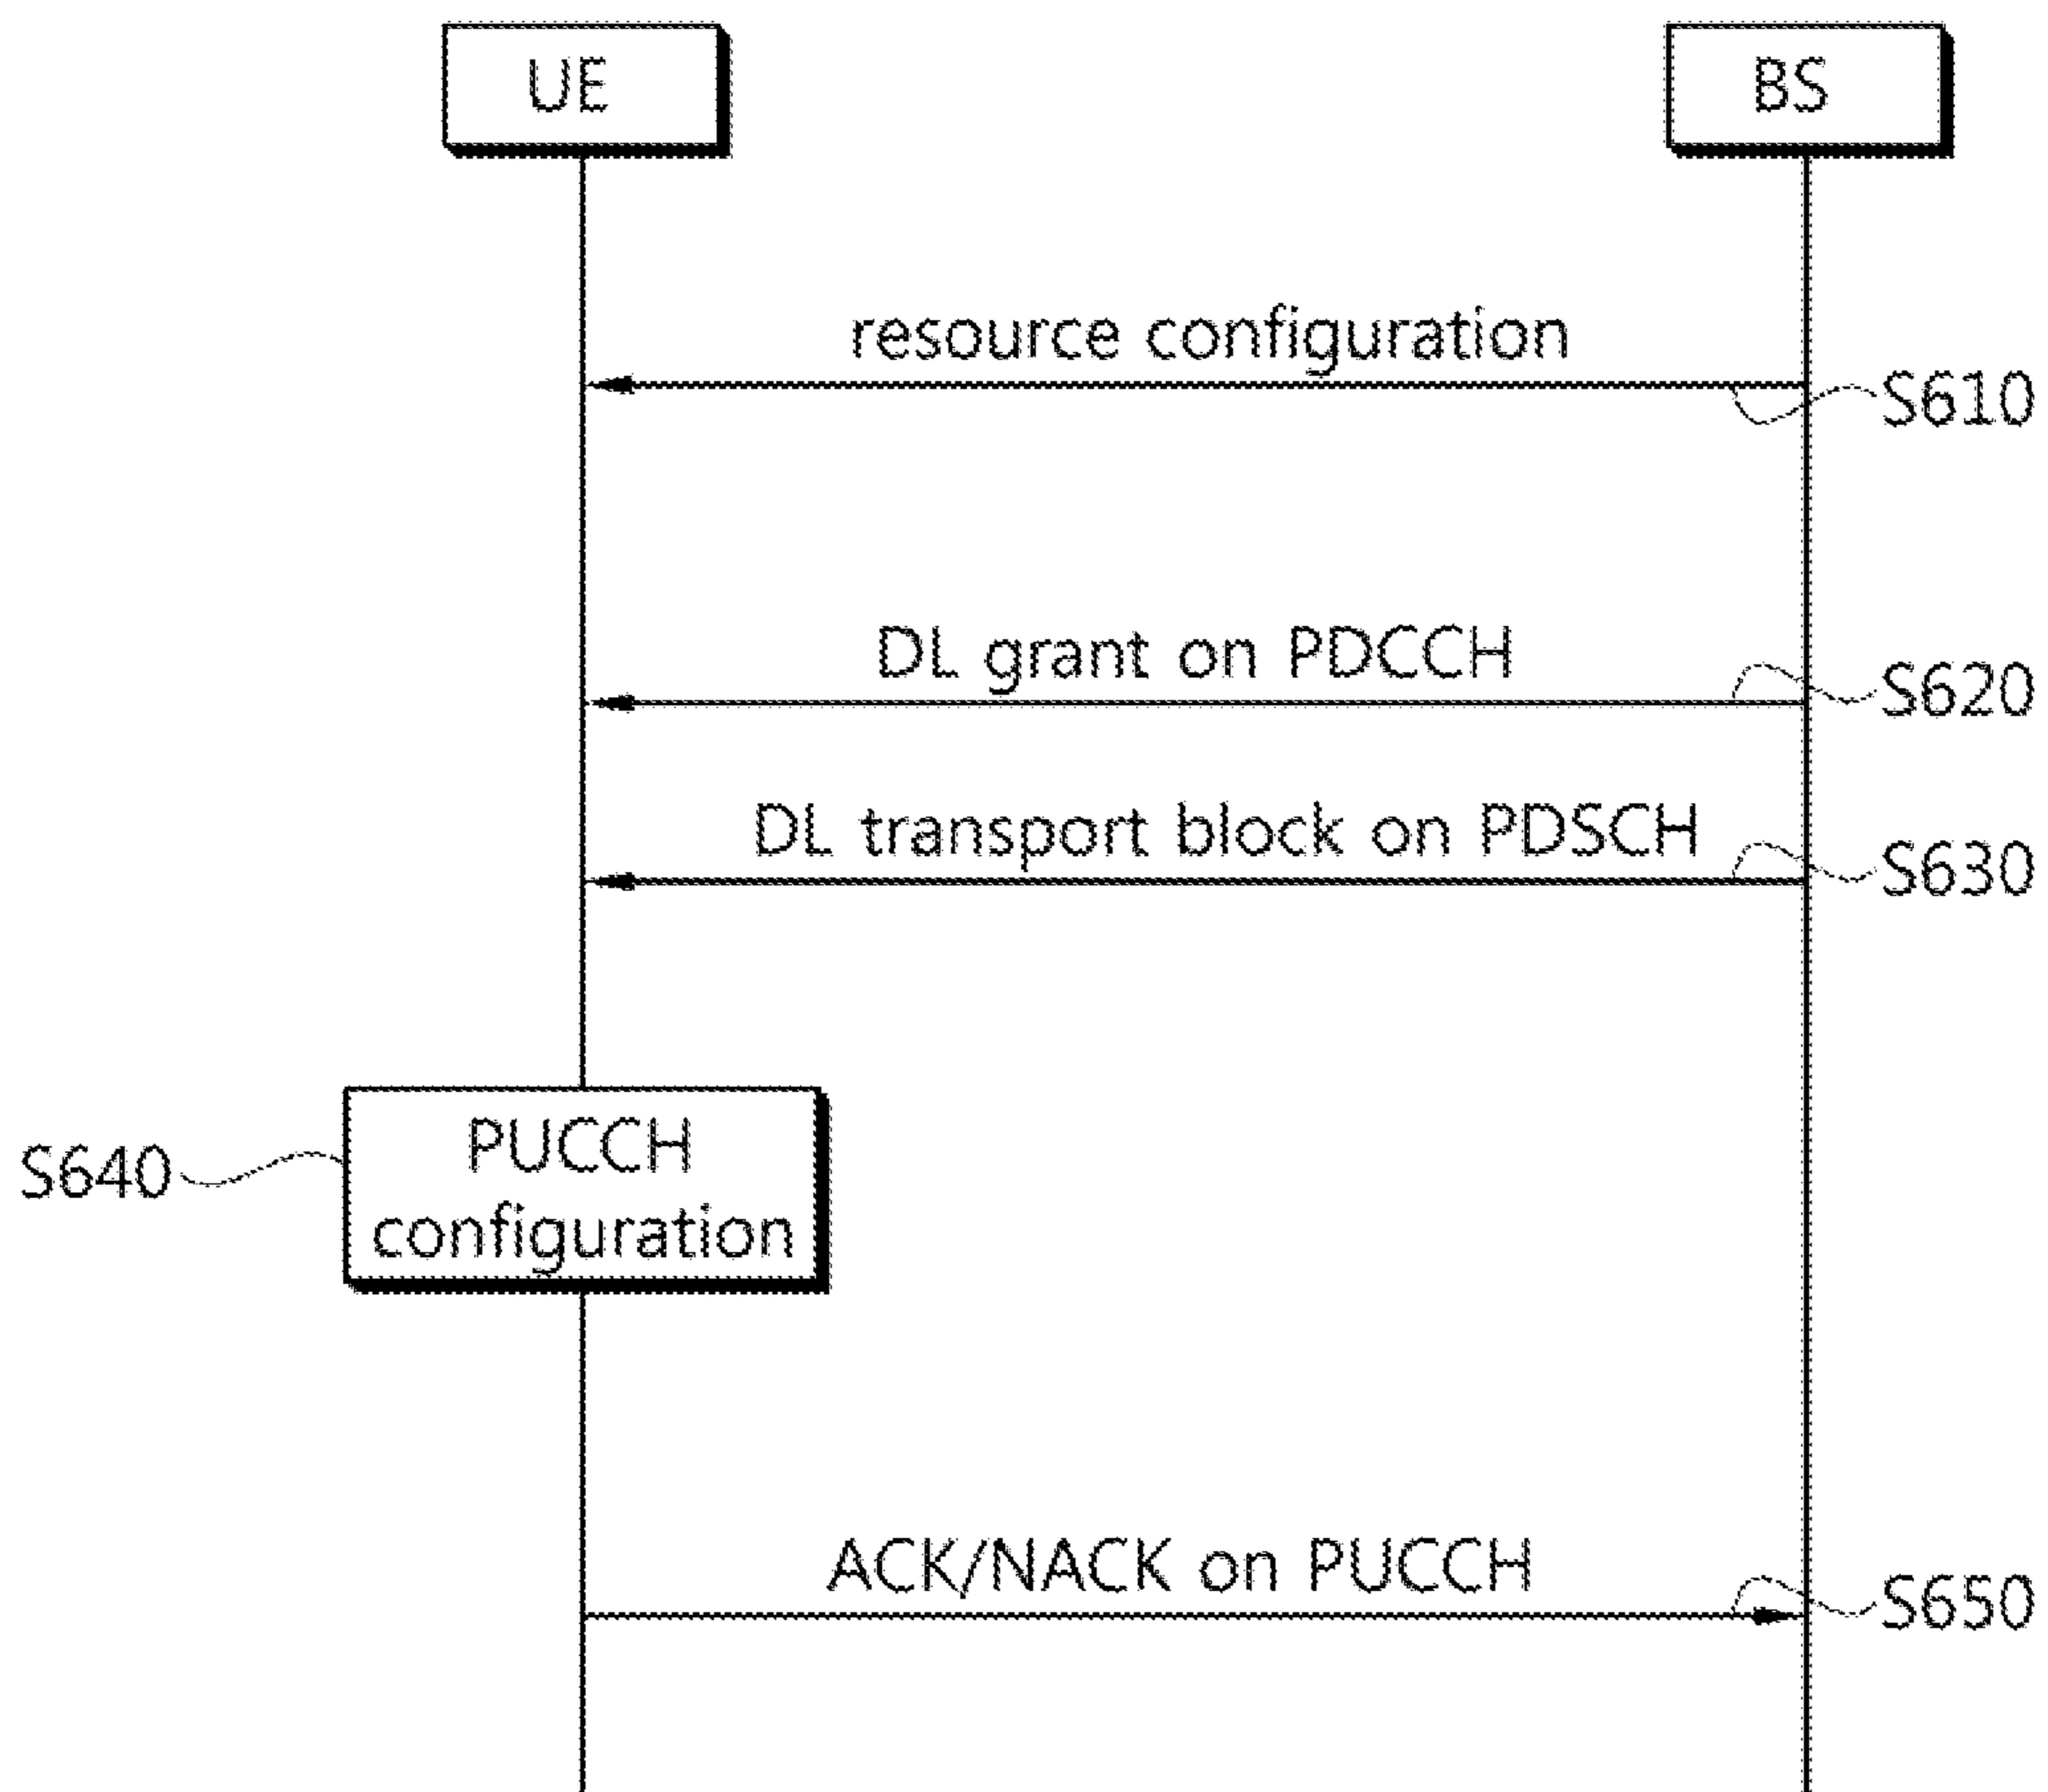 UE
BS
resource configuration
S610
DL grant on PDCCH
S620
DL transport block on PDSCH
S630
S640
PUCCH
configuration
ACK/NACK on PUCCH
S650